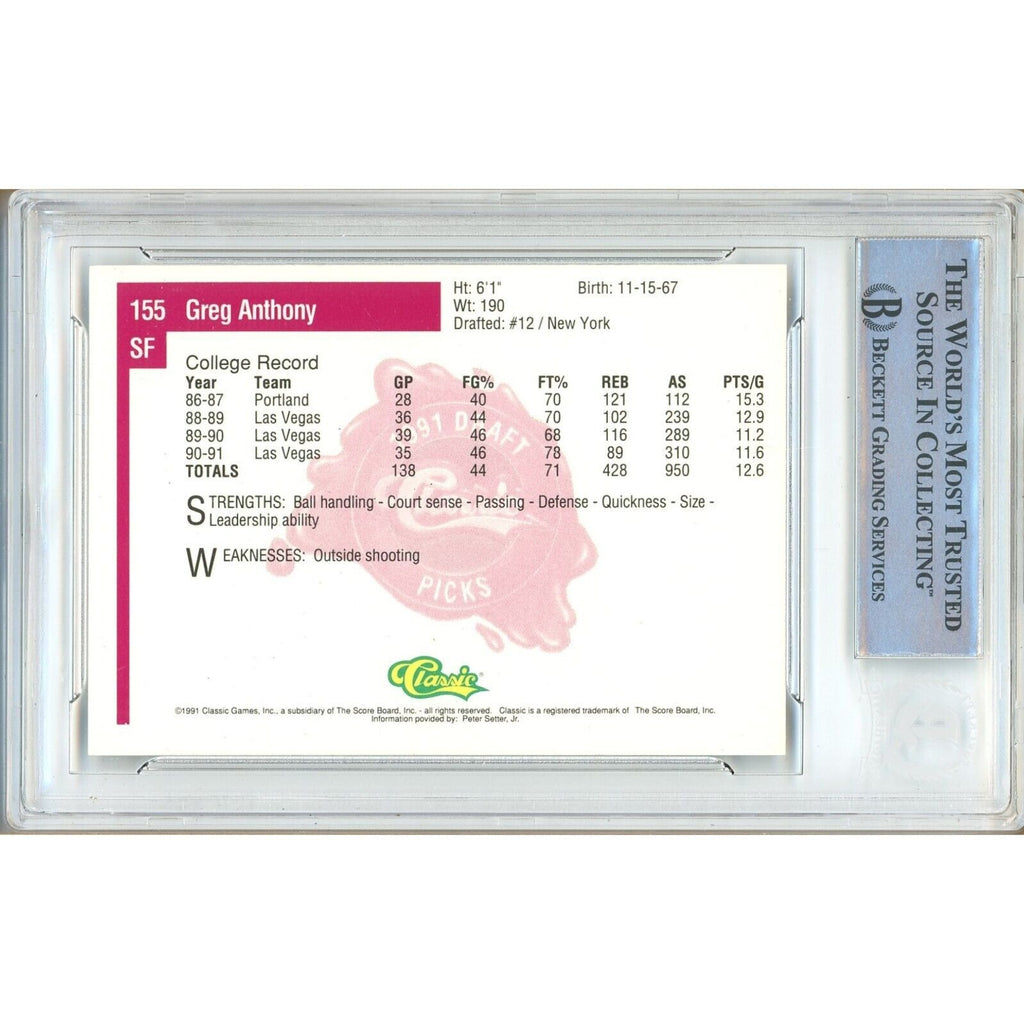 155 Greg Anthony
SF
Ht: 6'1" Birth: 11-15-67
Wt: 190
Drafted: #12 / New York
College Record
Year Team GP FG% FT% REB AS PTS/G
86-87 Portland 28 40 70 121 112 15.3
88-89 Las Vegas 36 44 70 102 239 12.9
89-90 Las Vegas 39 46 68 116 289 11.2
90-91 Las Vegas 35 46 78 89 310 11.6
TOTALS 138 44 71 428 950 12.6
STRENGTHS: Ball handling - Court sense - Passing - Defense - Quickness - Size -
Leadership ability
WEAKNESSES: Outside shooting
DRAFT
Classic
PICKS
Classic®
©1991 Classic Games, Inc., a subsidiary of The Score Board, Inc. - all rights reserved. Classic is a registered trademark of The Score Board, Inc.
Information provided by: Peter Setter, Jr.
THE WORLD'S MOST TRUSTED
SOURCE IN COLLECTING™
B BECKETT GRADING SERVICES